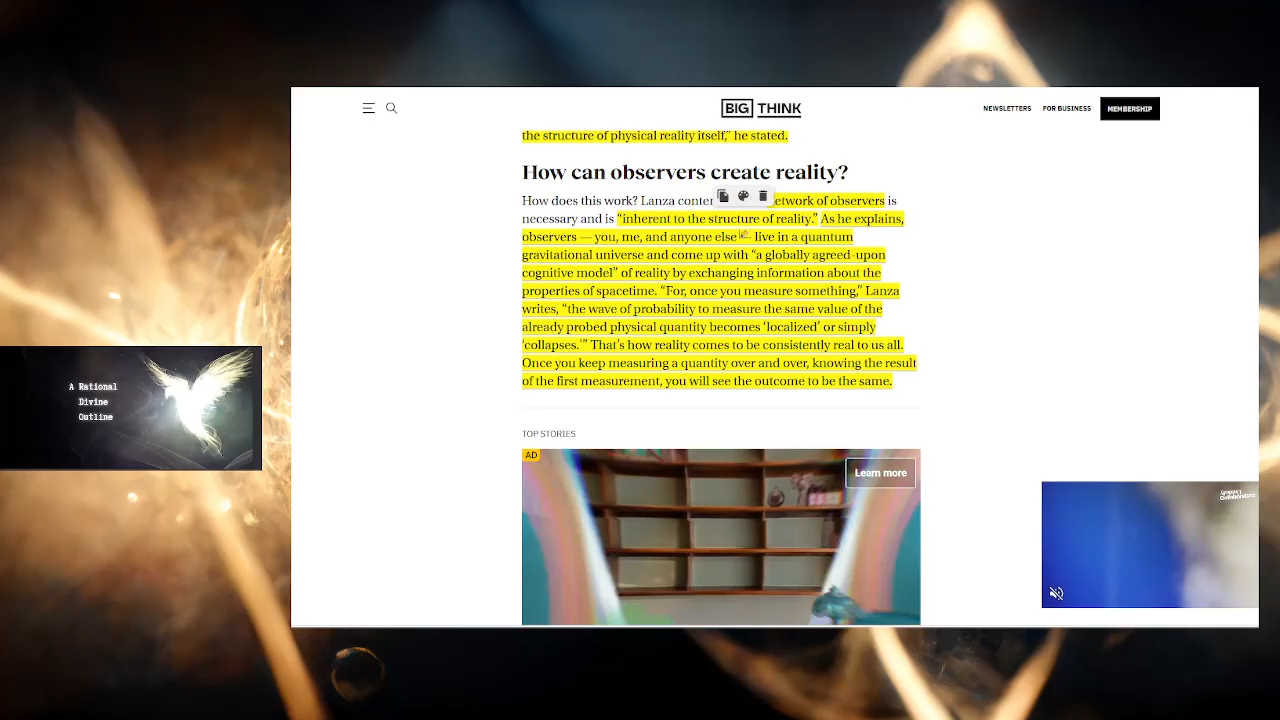 BIG THINK
NEWSLETTERS
FOR BUSINESS
MEMBERSHIP
the structure of physical reality itself,” he stated.
How can observers create reality?
How does this work? Lanza conten etwork of observers is
necessary and is “inherent to the structure of reality.” As he explains,
observers — you, me, and anyone else — live in a quantum
gravitational universe and come up with “a globally agreed-upon
cognitive model” of reality by exchanging information about the
properties of spacetime. “For, once you measure something,” Lanza
writes, “the wave of probability to measure the same value of the
already probed physical quantity becomes ‘localized’ or simply
‘collapses.’” That’s how reality comes to be consistently real to us all.
Once you keep measuring a quantity over and over, knowing the result
of the first measurement, you will see the outcome to be the same.
A Rational
Divine
Outline
TOP STORIES
AD
Learn more